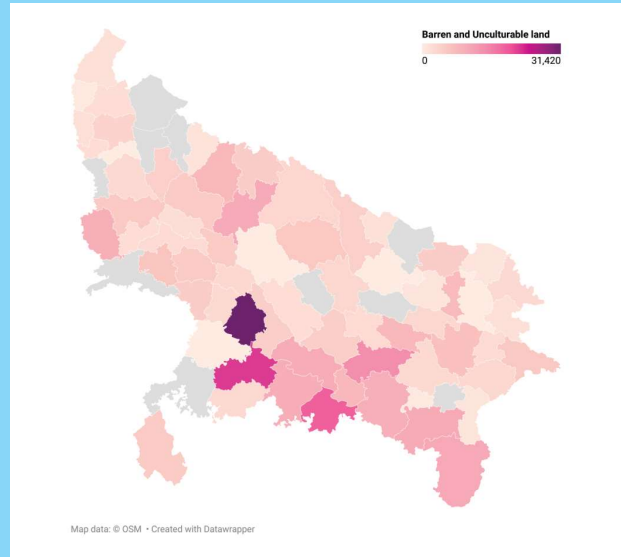 Barren and Unculturable land
0 31,420
Map data: © OSM • Created with Datawrapper